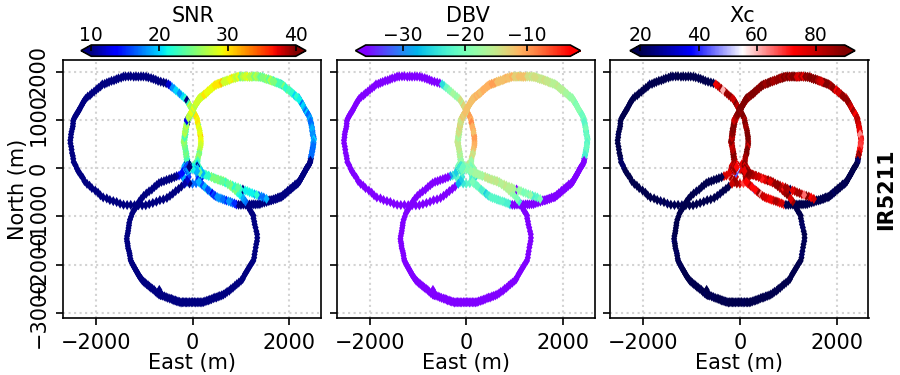 SNR
DBV
Xc
10 20 30 40
−30 −20 −10
20 40 60 80
North (m)
2000
1000
0
−1000
−2000
−3000
IR5211
−2000 0 2000
−2000 0 2000
−2000 0 2000
East (m)
East (m)
East (m)